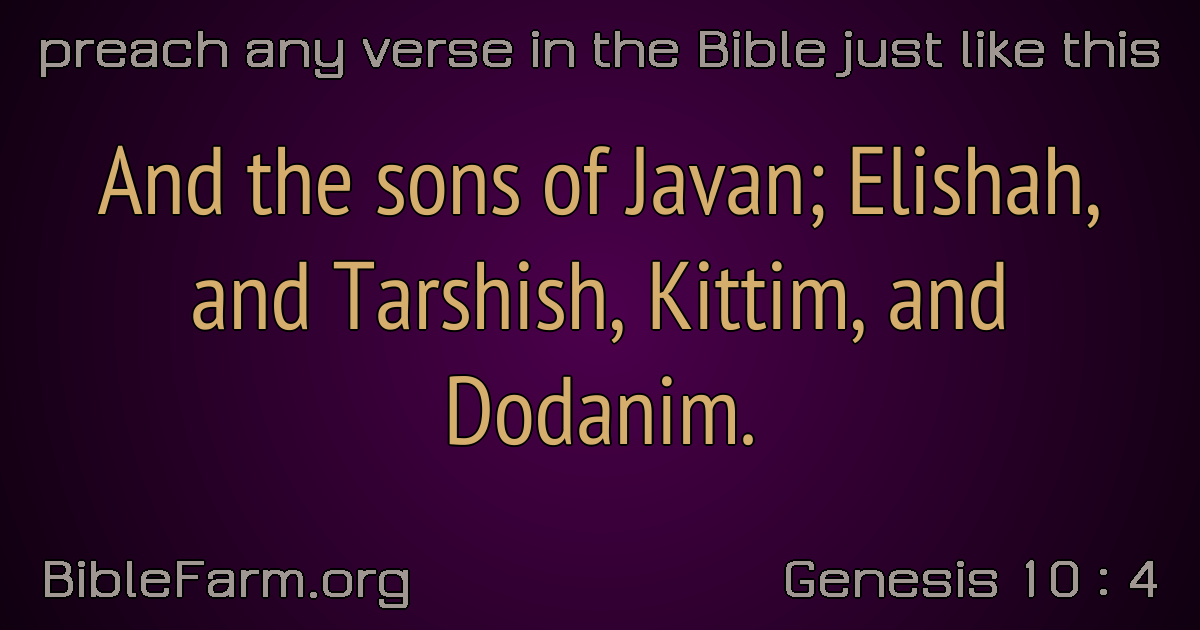 preach any verse in the Bible just like this
And the sons of Javan; Elishah,
and Tarshish, Kittim, and
Dodanim.
BibleFarm.org
Genesis 10 : 4